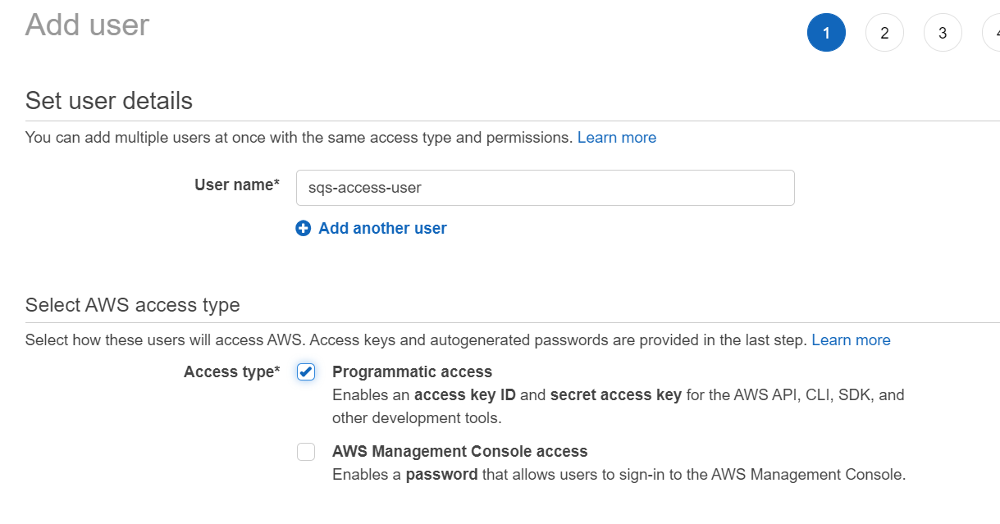 Add user
1 2 3 4
Set user details
You can add multiple users at once with the same access type and permissions. Learn more
User name* sqs-access-user
Add another user
Select AWS access type
Select how these users will access AWS. Access keys and autogenerated passwords are provided in the last step. Learn more
Access type* Programmatic access
Enables an access key ID and secret access key for the AWS API, CLI, SDK, and
other development tools.
AWS Management Console access
Enables a password that allows users to sign-in to the AWS Management Console.